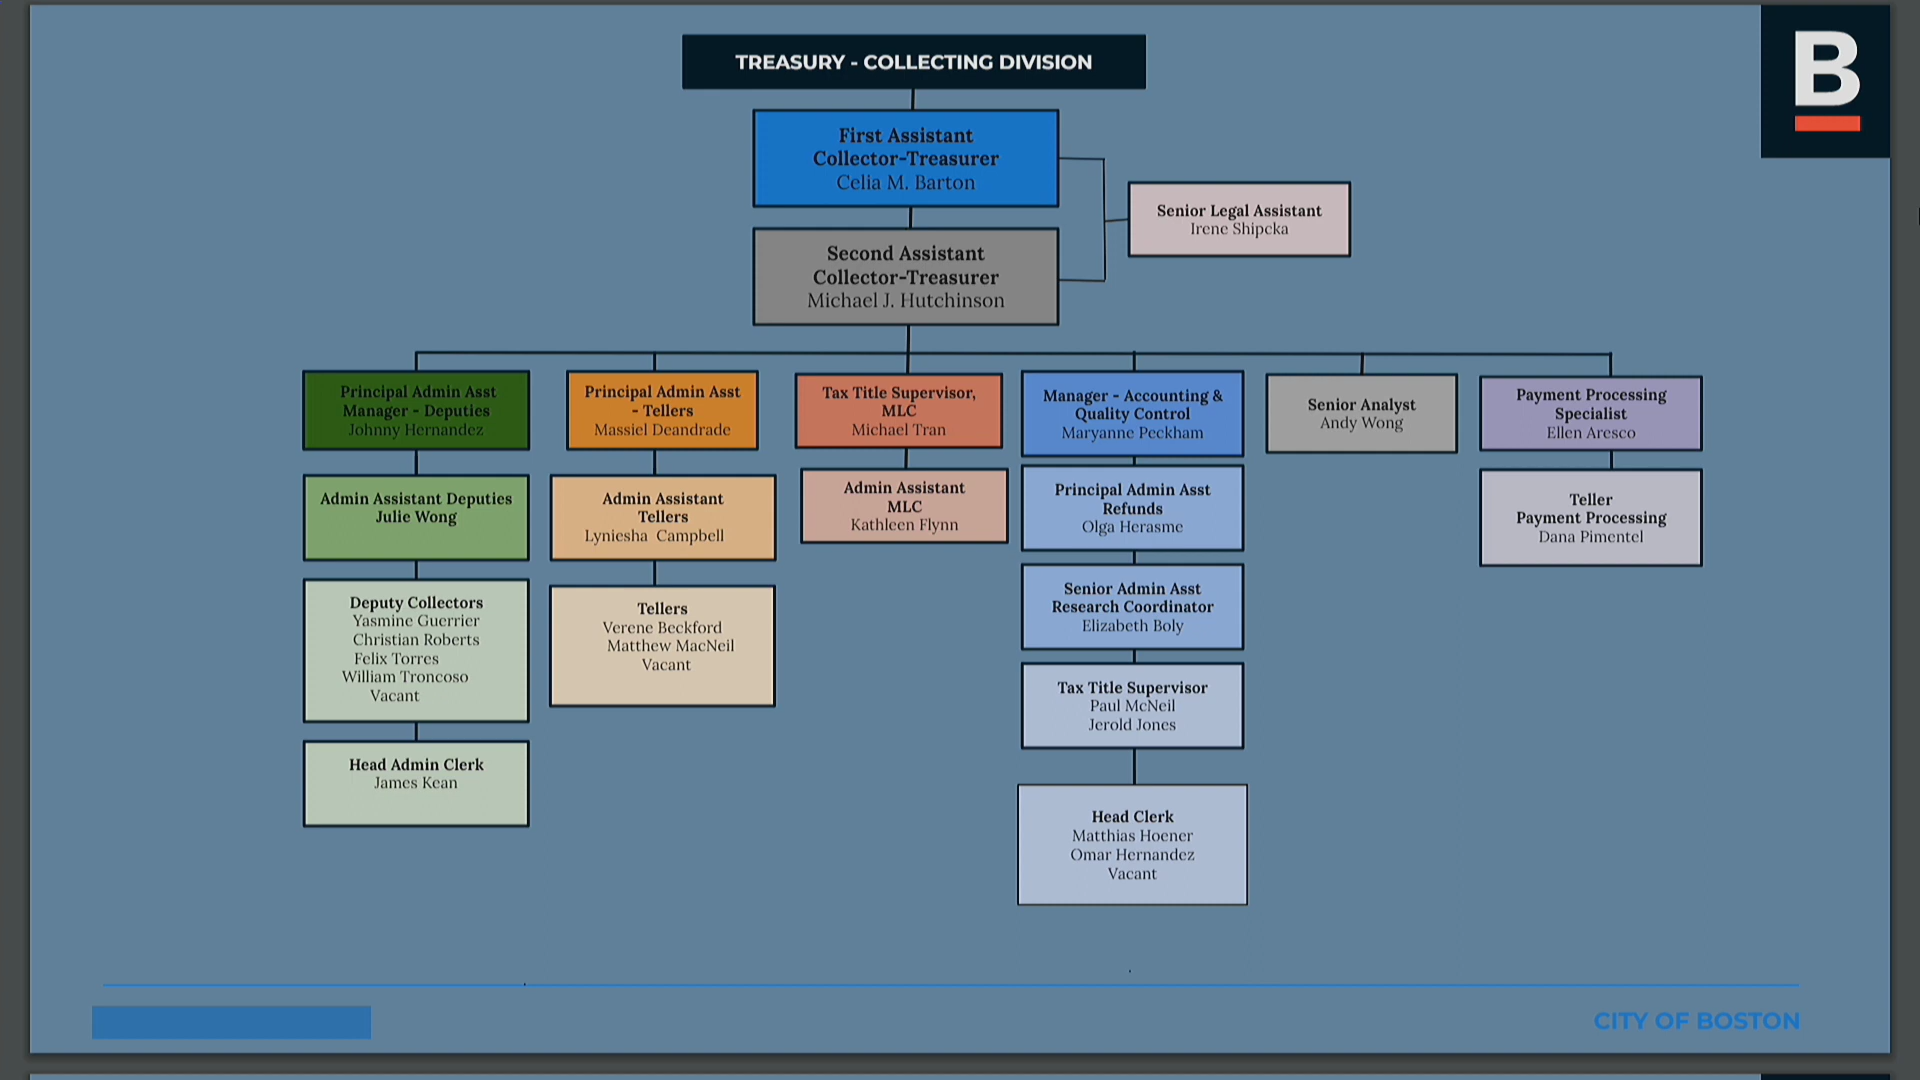 TREASURY - COLLECTING DIVISION
B
First Assistant
Collector-Treasurer
Celia M. Barton
Senior Legal Assistant
Irene Shipcka
Second Assistant
Collector-Treasurer
Michael J. Hutchinson
Principal Admin Asst
Manager - Deputies
Johnny Hernandez
Principal Admin Asst
- Tellers
Massiel Deandrade
Tax Title Supervisor,
MLC
Michael Tran
Manager - Accounting &
Quality Control
Maryanne Peckham
Senior Analyst
Andy Wong
Payment Processing
Specialist
Ellen Aresco
Admin Assistant Deputies
Julie Wong
Admin Assistant
Tellers
Lyniesha Campbell
Admin Assistant
MLC
Kathleen Flynn
Principal Admin Asst
Refunds
Olga Herasme
Teller
Payment Processing
Dana Pimentel
Deputy Collectors
Yasmine Guerrier
Christian Roberts
Felix Torres
William Troncoso
Vacant
Tellers
Verene Beckford
Matthew MacNeil
Vacant
Senior Admin Asst
Research Coordinator
Elizabeth Boly
Tax Title Supervisor
Paul McNeil
Jerold Jones
Head Admin Clerk
James Kean
Head Clerk
Matthias Hoener
Omar Hernandez
Vacant
CITY OF BOSTON